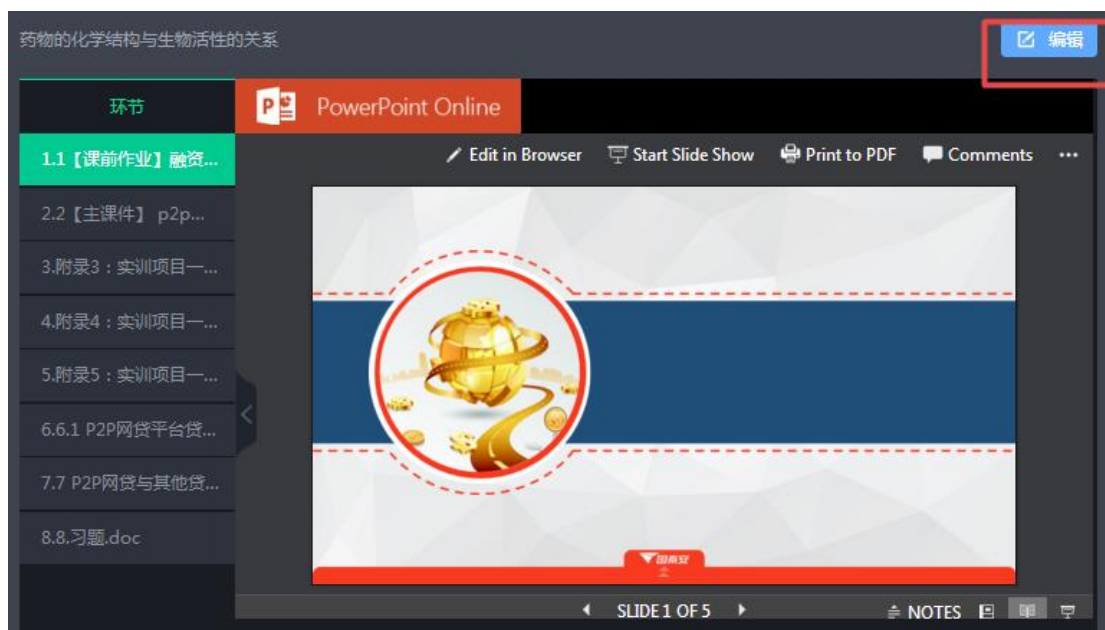 药物的化学结构与生物活性的关系
编辑
环节
PowerPoint Online
1.1【课前作业】融资...
Edit in Browser Start Slide Show Print to PDF Comments ...
2.2【主课件】 p2p...
3.附录3：实训项目一...
4.附录4：实训项目一...
5.附录5：实训项目一...
6.6.1 P2P网贷平台贷...
7.7 P2P网贷与其他贷...
8.8.习题.doc
国泰安
SLIDE 1 OF 5 NOTES